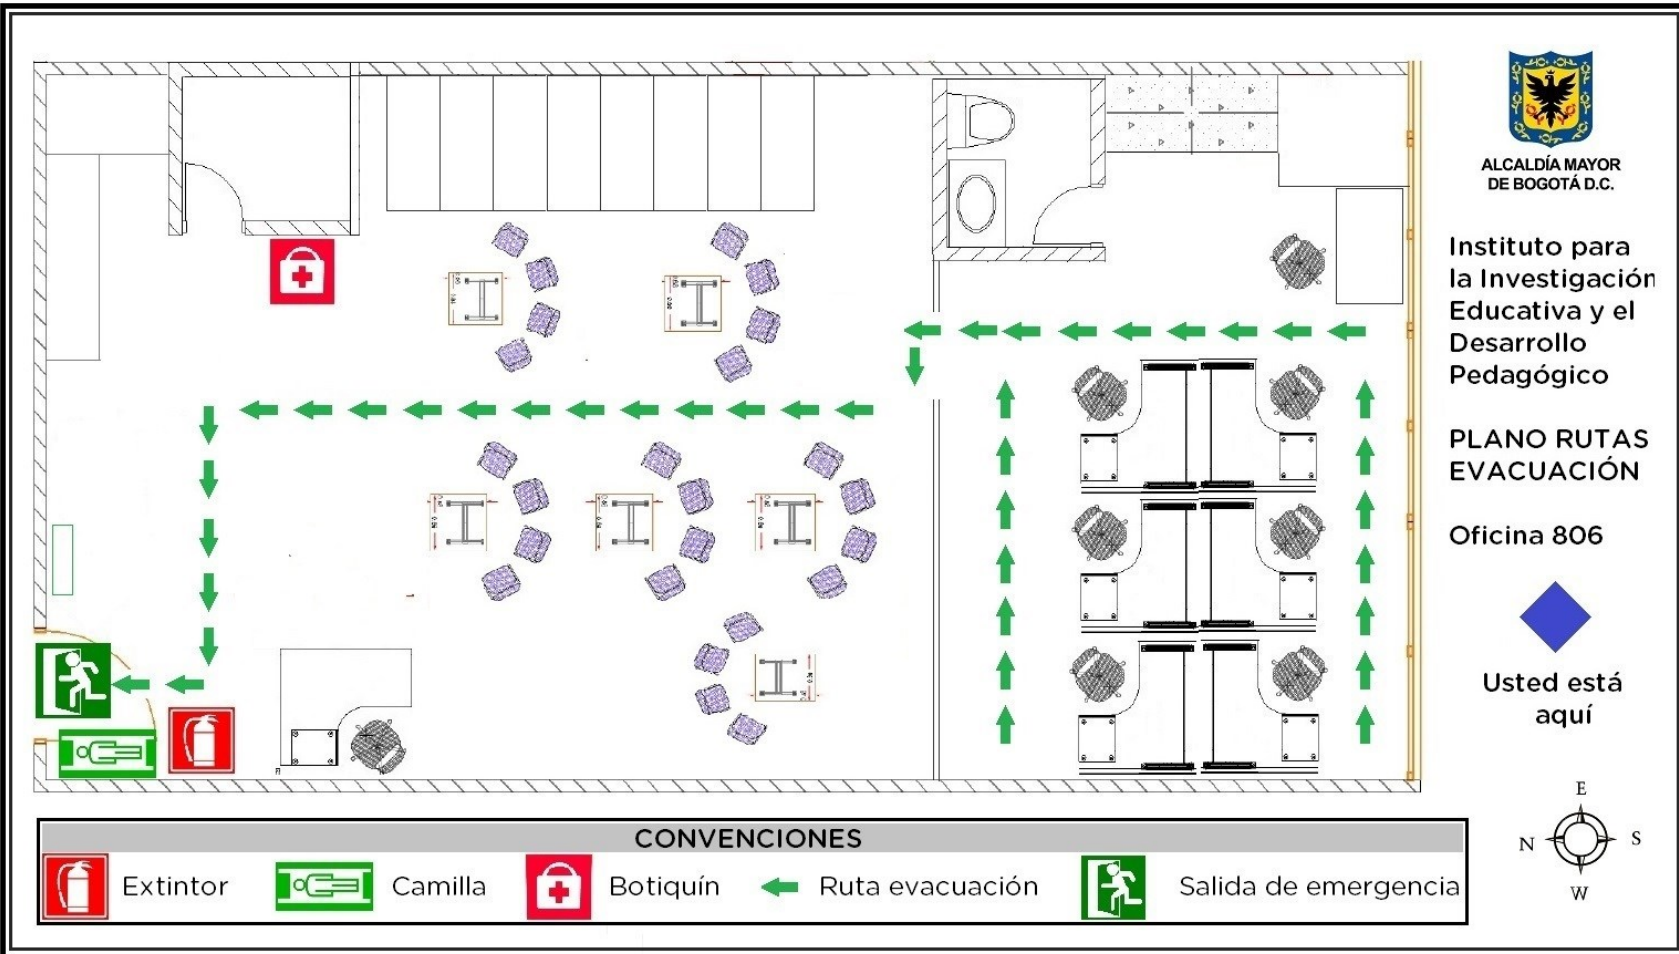 ALCALDÍA MAYOR
DE BOGOTÁ D.C.
Instituto para
la Investigación
Educativa y el
Desarrollo
Pedagógico
PLANO RUTAS
EVACUACIÓN
Oficina 806
Usted está
aquí
E
N
S
W
CONVENCIONES
Extintor
Camilla
Botiquín
Ruta evacuación
Salida de emergencia